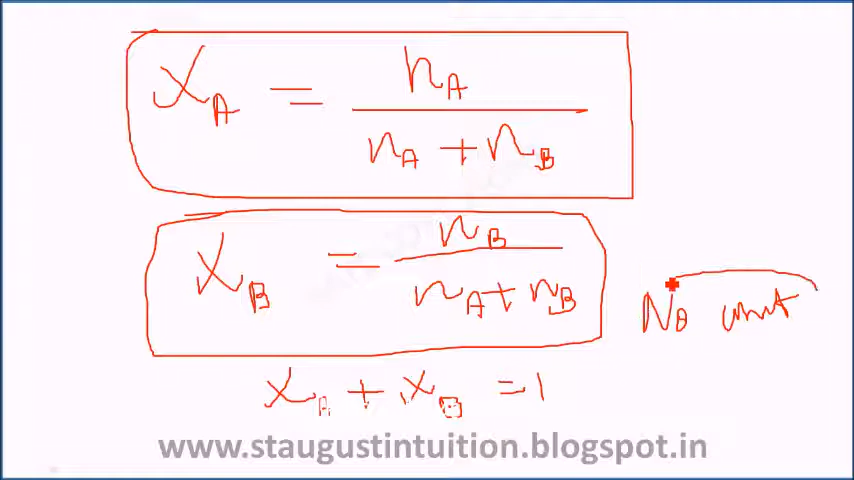 x_A = n_A / (n_A + n_B)
x_B = n_B / (n_A + n_B)
No unit
x_A + x_B = 1
www.staugustintuition.blogspot.in